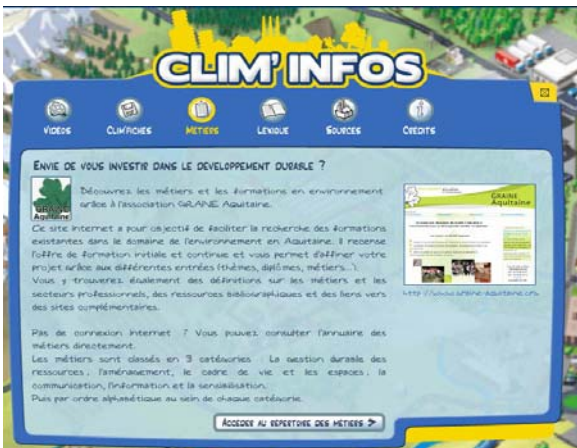 CLIM' INFOS
VIDÉOS CLIM'FICHES MÉTIERS LEXIQUE SOURCES CRÉDITS
ENVIE DE VOUS INVESTIR DANS LE DÉVELOPPEMENT DURABLE ?
GRAINE
Aquitaine
Découvrez les métiers et les formations en environnement
grâce à l'association GRAINE Aquitaine.
Ce site internet a pour objectif de faciliter la recherche des formations
existantes dans le domaine de l'environnement en Aquitaine. Il recense
l'offre de formation initiale et continue et vous permet d'affiner votre
projet grâce aux différentes entrées (thèmes, diplômes, métiers...).
Vous y trouverez également des définitions sur les métiers et les
secteurs professionnels, des ressources bibliographiques et des liens vers
des sites complémentaires.
Pas de connexion internet ? Vous pouvez consulter l'annuaire des
métiers directement.
Les métiers sont classés en 3 catégories : La gestion durable des
ressources ; l'aménagement, le cadre de vie et les espaces ; la
communication, l'information et la sensibilisation.
Puis par ordre alphabétique au sein de chaque catégorie.
ACCÉDER AU RÉPERTOIRE DES MÉTIERS >
GRAINE
Aquitaine
http://www.graine-aquitaine.org